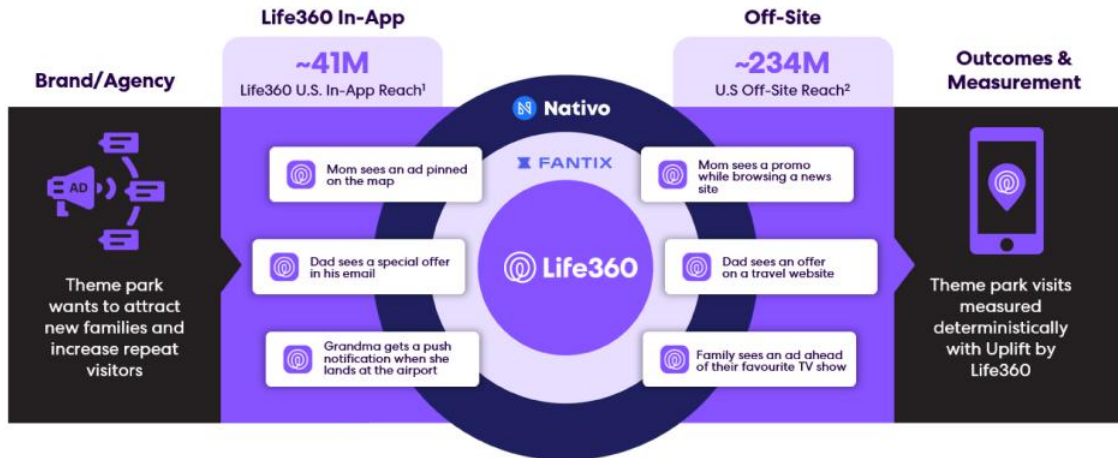 Life360 In-App
Off-Site
Brand/Agency
~41M
Life360 U.S. In-App Reach¹
~234M
U.S Off-Site Reach²
Outcomes &
Measurement
Nativo
FANTIX
Life360
AD
Theme park
wants to attract
new families and
increase repeat
visitors
Mom sees an ad pinned
on the map
Dad sees a special offer
in his email
Grandma gets a push
notification when she
lands at the airport
Mom sees a promo
while browsing a news
site
Dad sees an offer
on a travel website
Family sees an ad ahead
of their favourite TV show
Theme park visits
measured
deterministically
with Uplift by
Life360